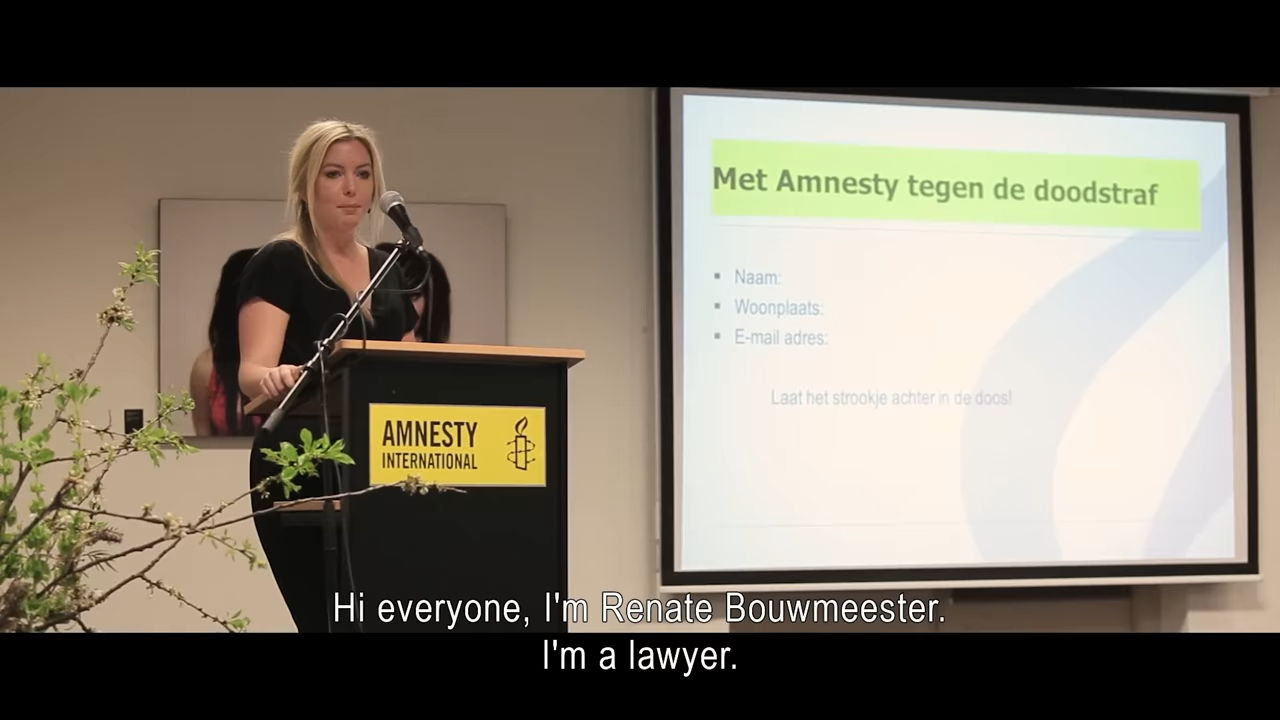 Met Amnesty tegen de doodstraf
▪ Naam:
▪ Woonplaats:
▪ E-mail adres:
Laat het strookje achter in de doos!
AMNESTY
INTERNATIONAL
Hi everyone, I'm Renate Bouwmeester.
I'm a lawyer.